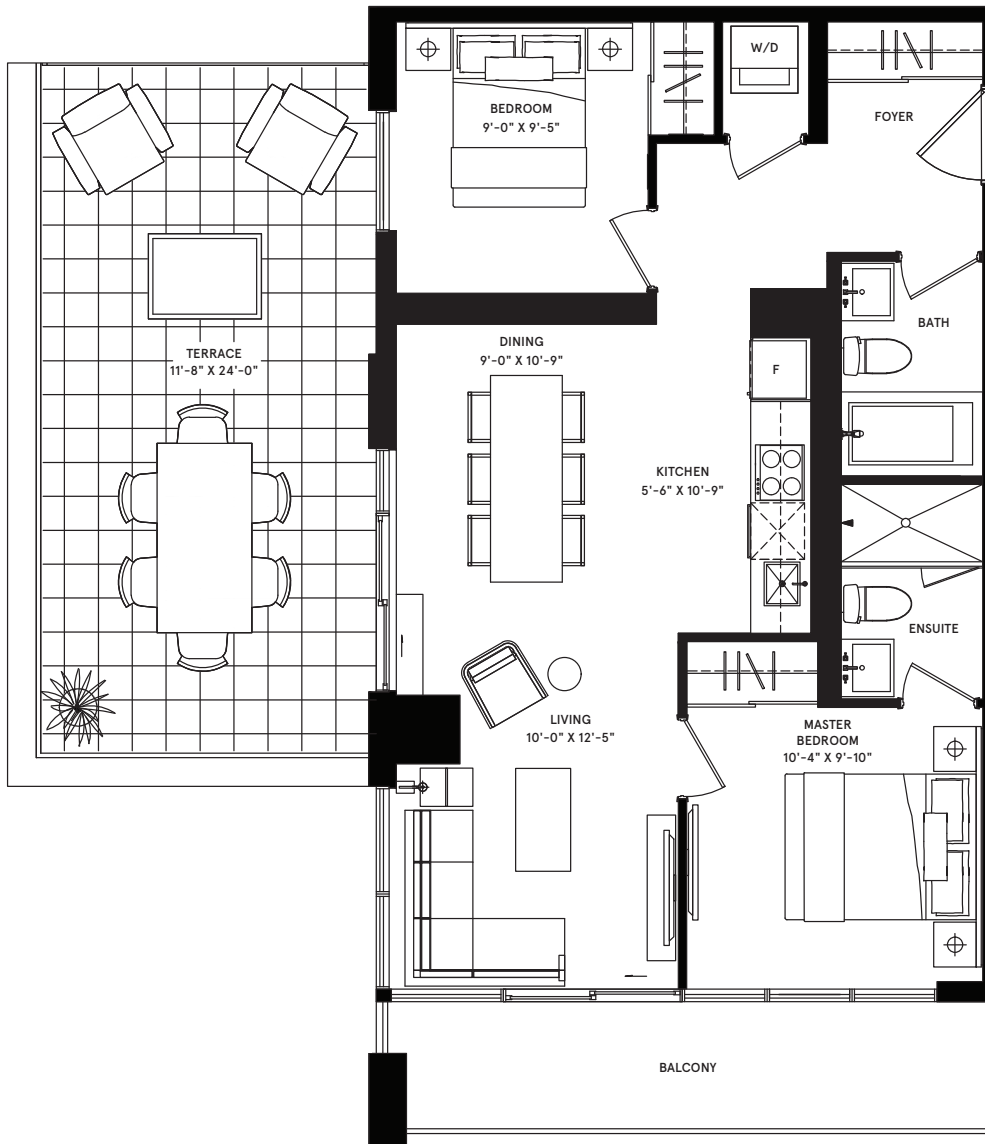 W/D
BEDROOM
9'-0" X 9'-5"
FOYER
BATH
TERRACE
11'-8" X 24'-0"
DINING
9'-0" X 10'-9"
F
KITCHEN
5'-6" X 10'-9"
ENSUITE
LIVING
10'-0" X 12'-5"
MASTER
BEDROOM
10'-4" X 9'-10"
BALCONY